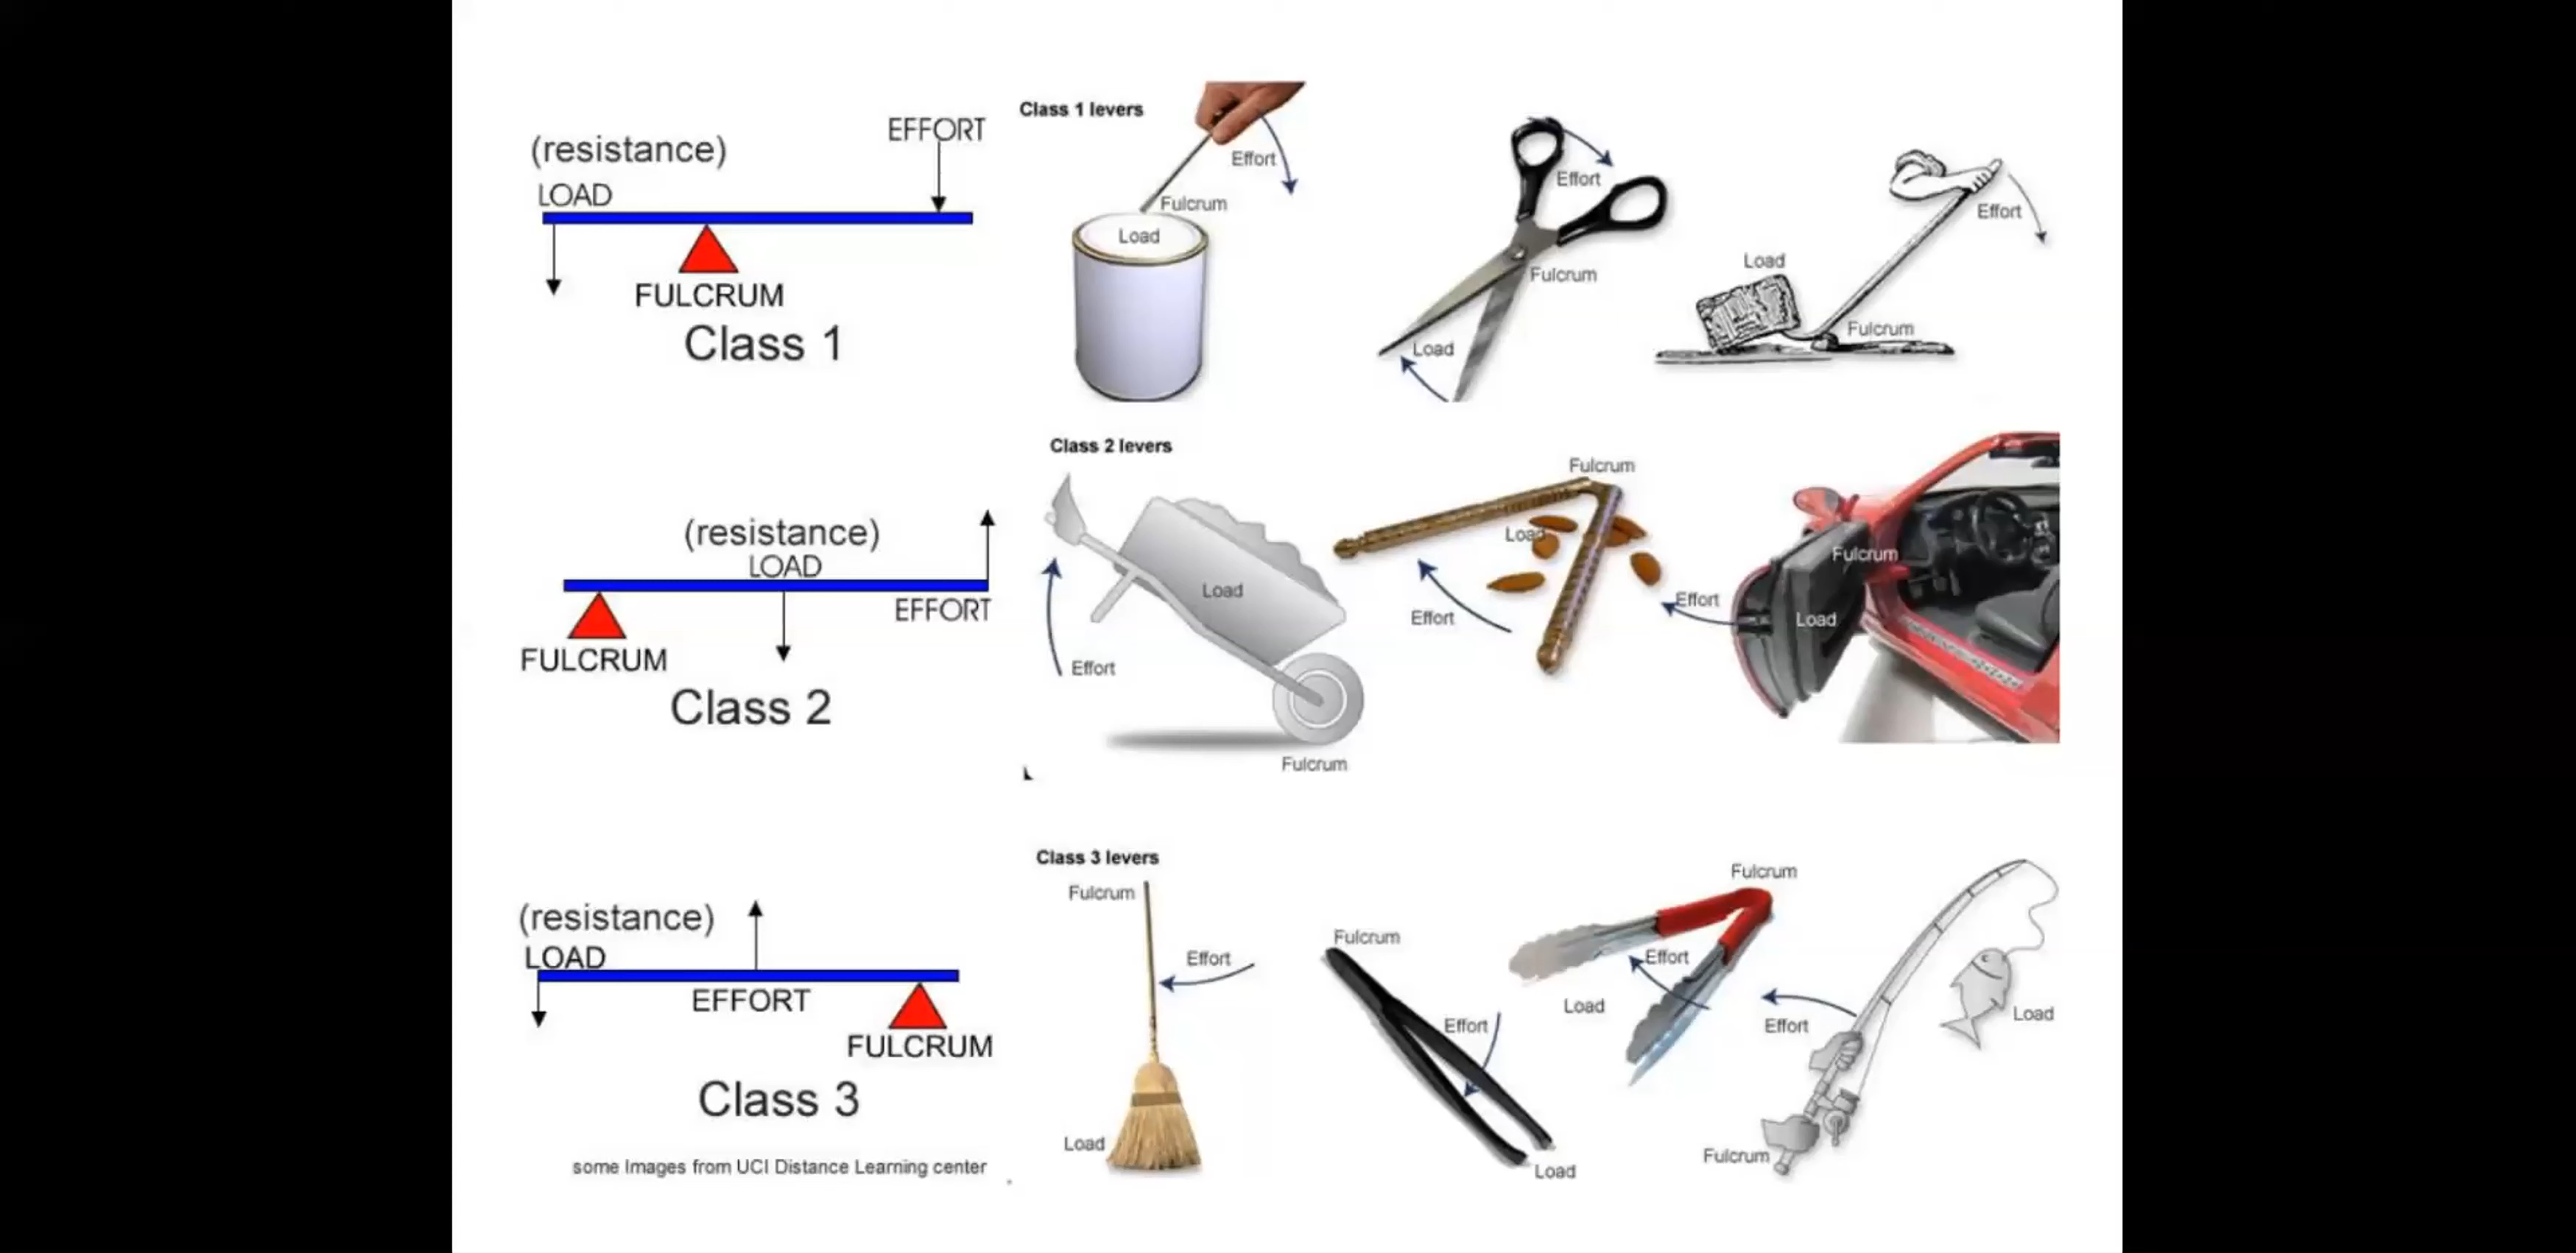 (resistance)
LOAD
EFFORT
FULCRUM
Class 1
Class 1 levers
Effort
Fulcrum
Load
Effort
Fulcrum
Load
Effort
Load
Fulcrum
(resistance)
LOAD
EFFORT
FULCRUM
Class 2
Class 2 levers
Load
Effort
Fulcrum
Fulcrum
Load
Effort
Fulcrum
Effort
Load
(resistance)
LOAD
EFFORT
FULCRUM
Class 3
some Images from UCI Distance Learning center
Class 3 levers
Fulcrum
Effort
Load
Fulcrum
Effort
Load
Fulcrum
Effort
Load
Effort
Load
Fulcrum